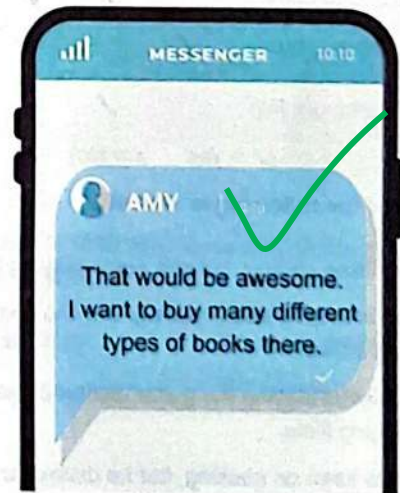 MESSENGER 10:10
AMY
That would be awesome.
I want to buy many different
types of books there.